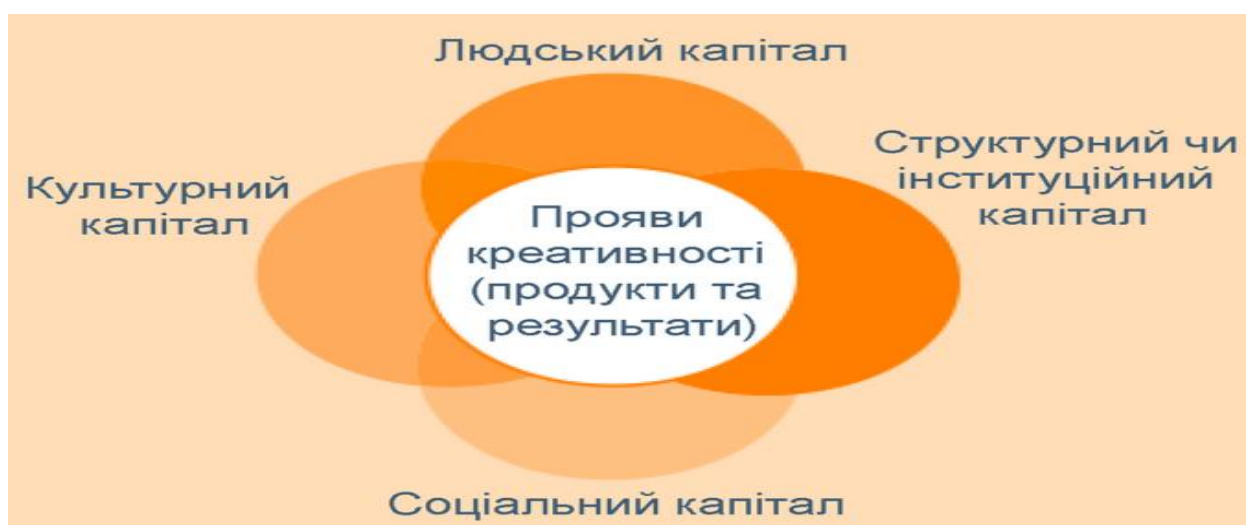 Людський капітал
Структурний чи
інституційний
капітал
Культурний
капітал
Прояви
креативності
(продукти та
результати)
Соціальний капітал